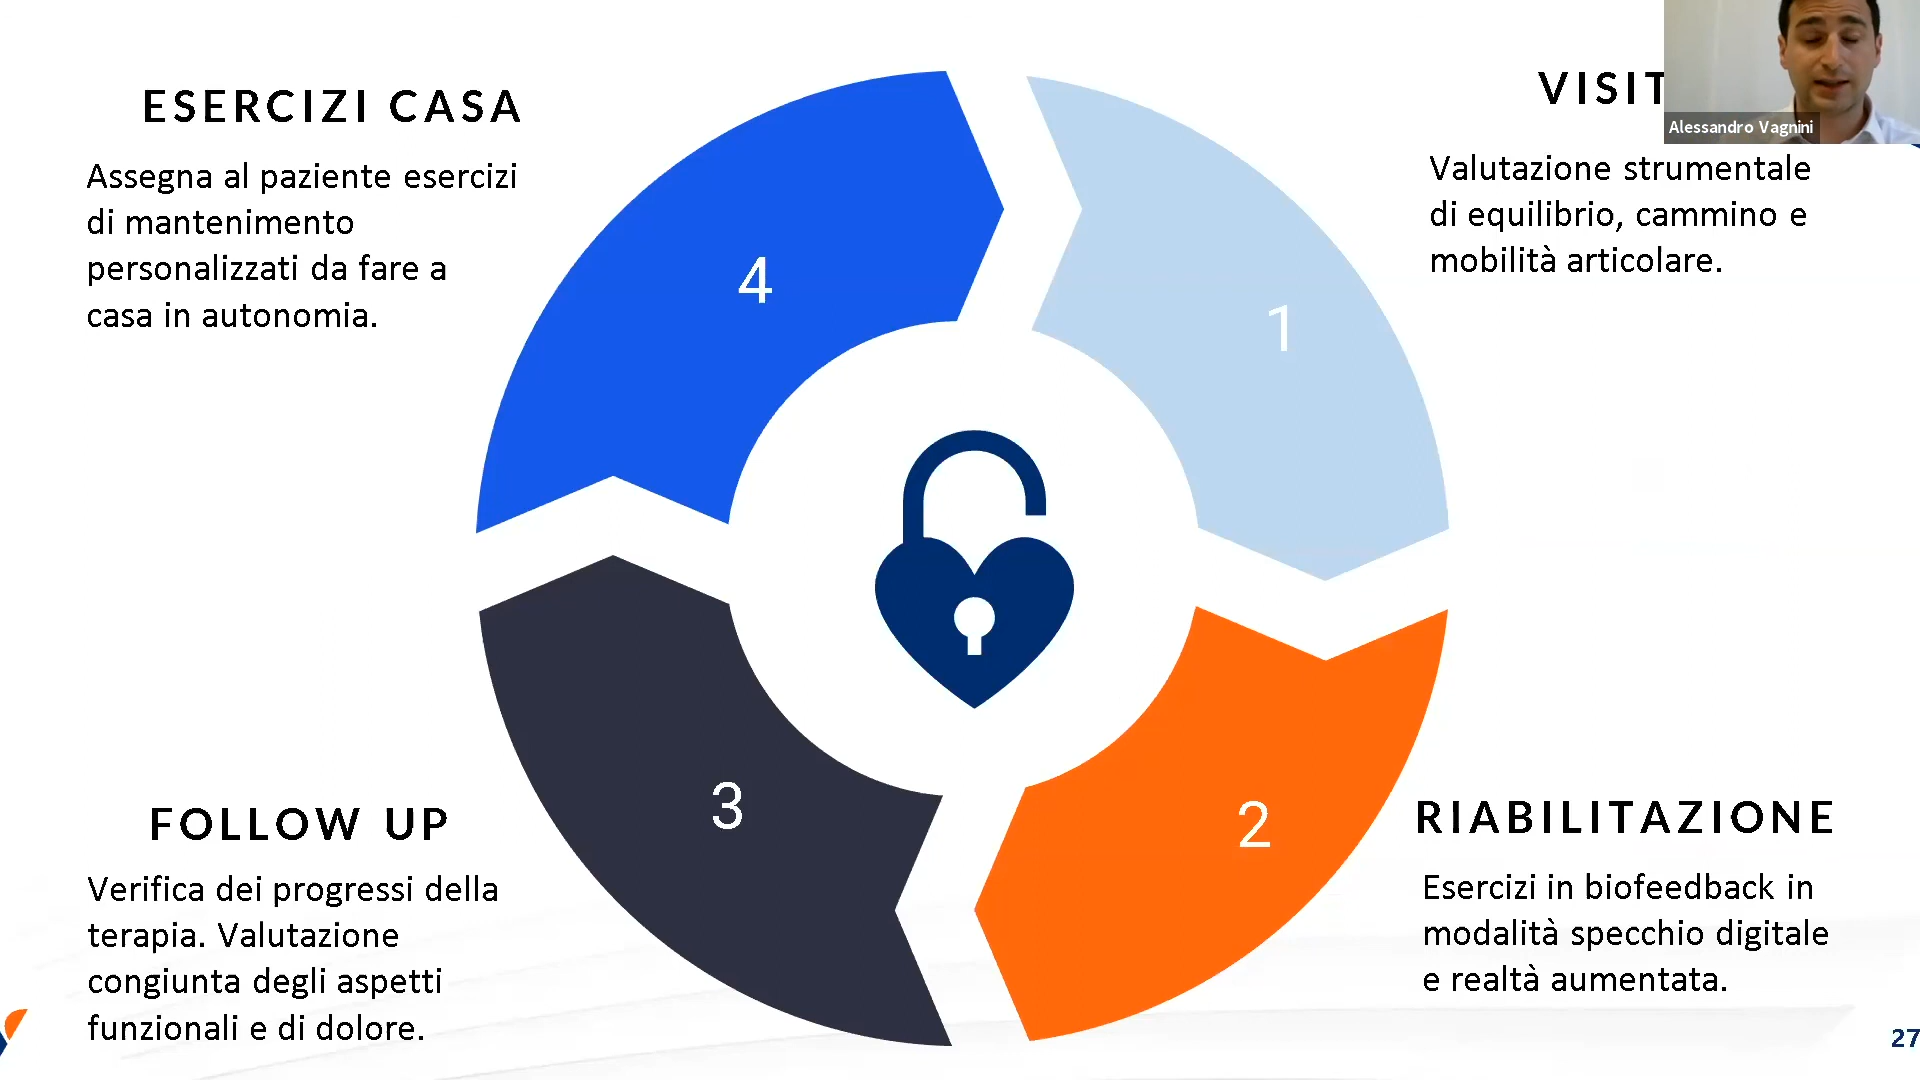 ESERCIZI CASA
Assegna al paziente esercizi
di mantenimento
personalizzati da fare a
casa in autonomia.
4
VISIT
Alessandro Vagnini
Valutazione strumentale
di equilibrio, cammino e
mobilità articolare.
1
FOLLOW UP
Verifica dei progressi della
terapia. Valutazione
congiunta degli aspetti
funzionali e di dolore.
3
2
RIABILITAZIONE
Esercizi in biofeedback in
modalità specchio digitale
e realtà aumentata.
27